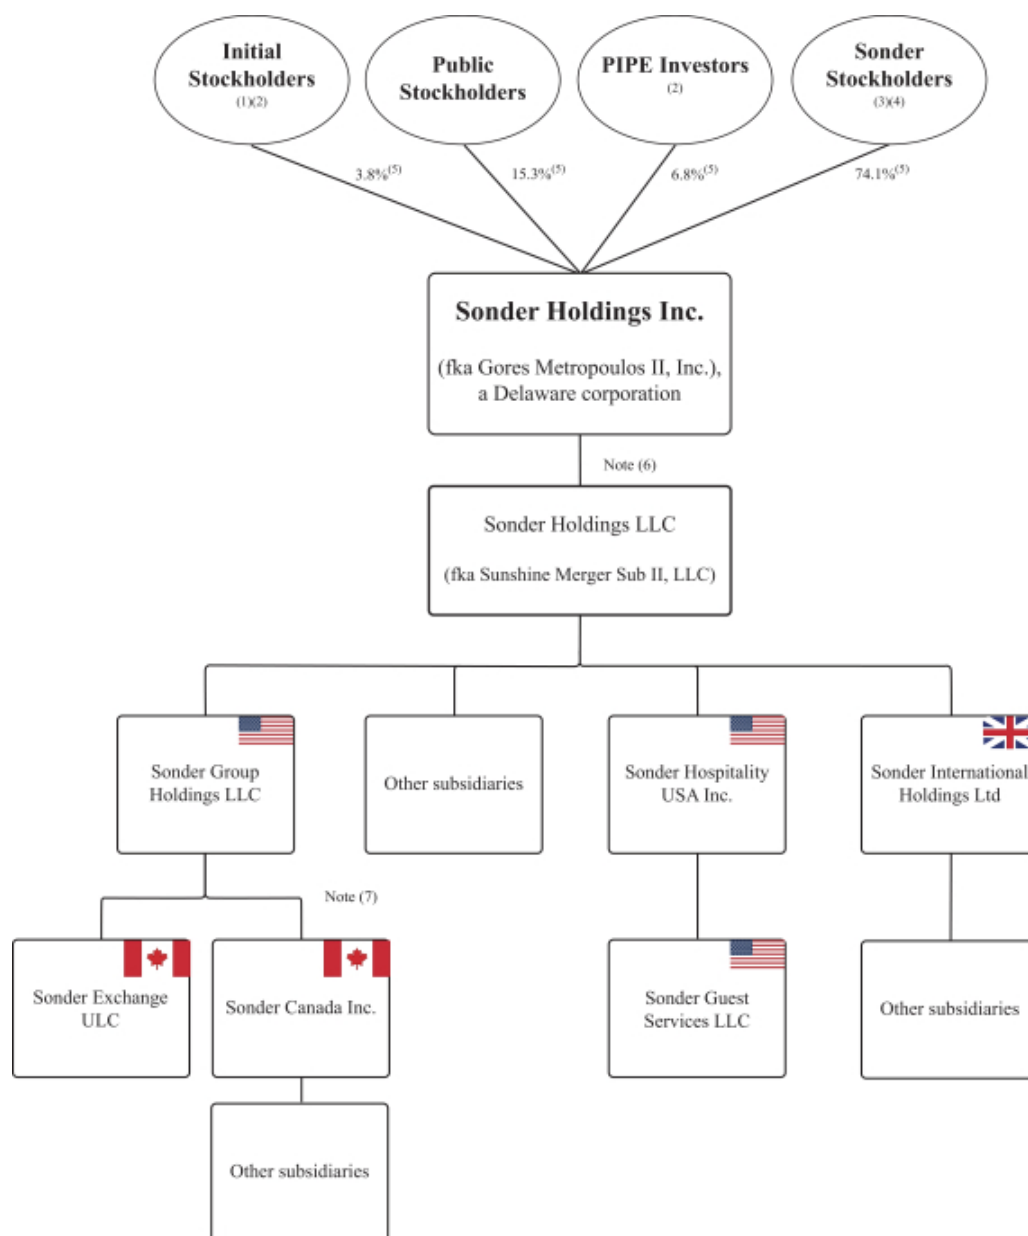 Initial
Stockholders
(1)(2)
Public
Stockholders
PIPE Investors
(2)
Sonder
Stockholders
(3)(4)
3.8%(5)
15.3%(5)
6.8%(5)
74.1%(5)
Sonder Holdings Inc.
(fka Gores Metropoulos II, Inc.),
a Delaware corporation
Note (6)
Sonder Holdings LLC
(fka Sunshine Merger Sub II, LLC)
Sonder Group
Holdings LLC
Other subsidiaries
Sonder Hospitality
USA Inc.
Sonder International
Holdings Ltd
Note (7)
Sonder Exchange
ULC
Sonder Canada Inc.
Sonder Guest
Services LLC
Other subsidiaries
Other subsidiaries